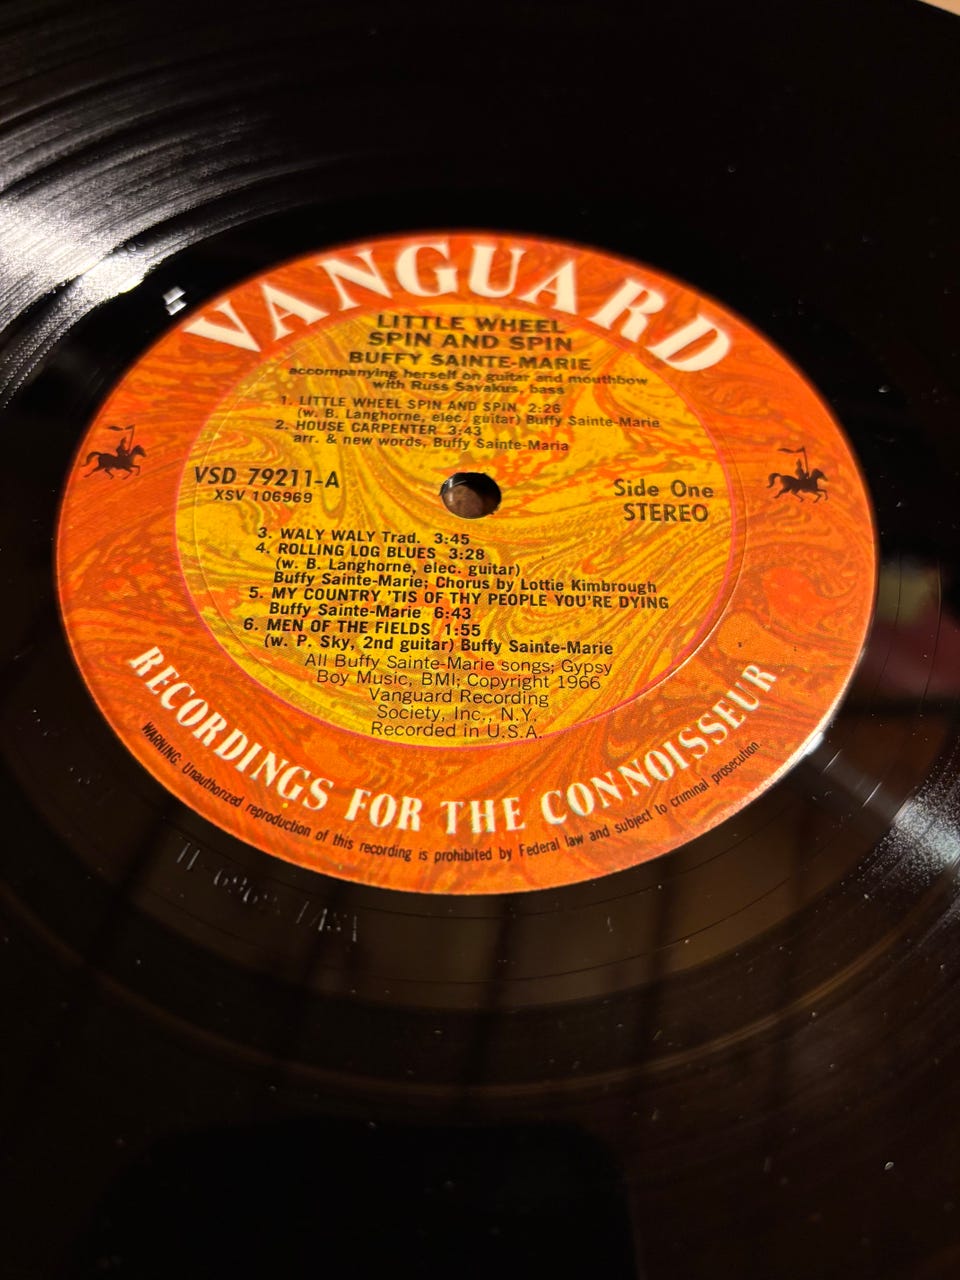 VANGUARD
LITTLE WHEEL
SPIN AND SPIN
BUFFY SAINTE-MARIE
accompanying herself on guitar and mouthbow
with Russ Savakus, bass
1. LITTLE WHEEL SPIN AND SPIN 2:26
(w. B. Langhorne, elec. guitar) Buffy Sainte-Marie
2. HOUSE CARPENTER 3:43
arr. & new words, Buffy Sainte-Maria
VSD 79211-A
XSV 106969
Side One
STEREO
3. WALY WALY Trad. 3:45
4. ROLLING LOG BLUES 3:28
(w. B. Langhorne, elec. guitar)
Buffy Sainte-Marie; Chorus by Lottie Kimbrough
5. MY COUNTRY 'TIS OF THY PEOPLE YOU'RE DYING
Buffy Sainte-Marie 6:43
6. MEN OF THE FIELDS 1:55
(w. P. Sky, 2nd guitar) Buffy Sainte-Marie
All Buffy Sainte-Marie songs; Gypsy
Boy Music, BMI; Copyright 1966
Vanguard Recording
Society, Inc., N.Y.
Recorded in U.S.A.
RECORDINGS FOR THE CONNOISSEUR
WARNING: Unauthorized reproduction of this recording is prohibited by Federal law and subject to criminal prosecution.